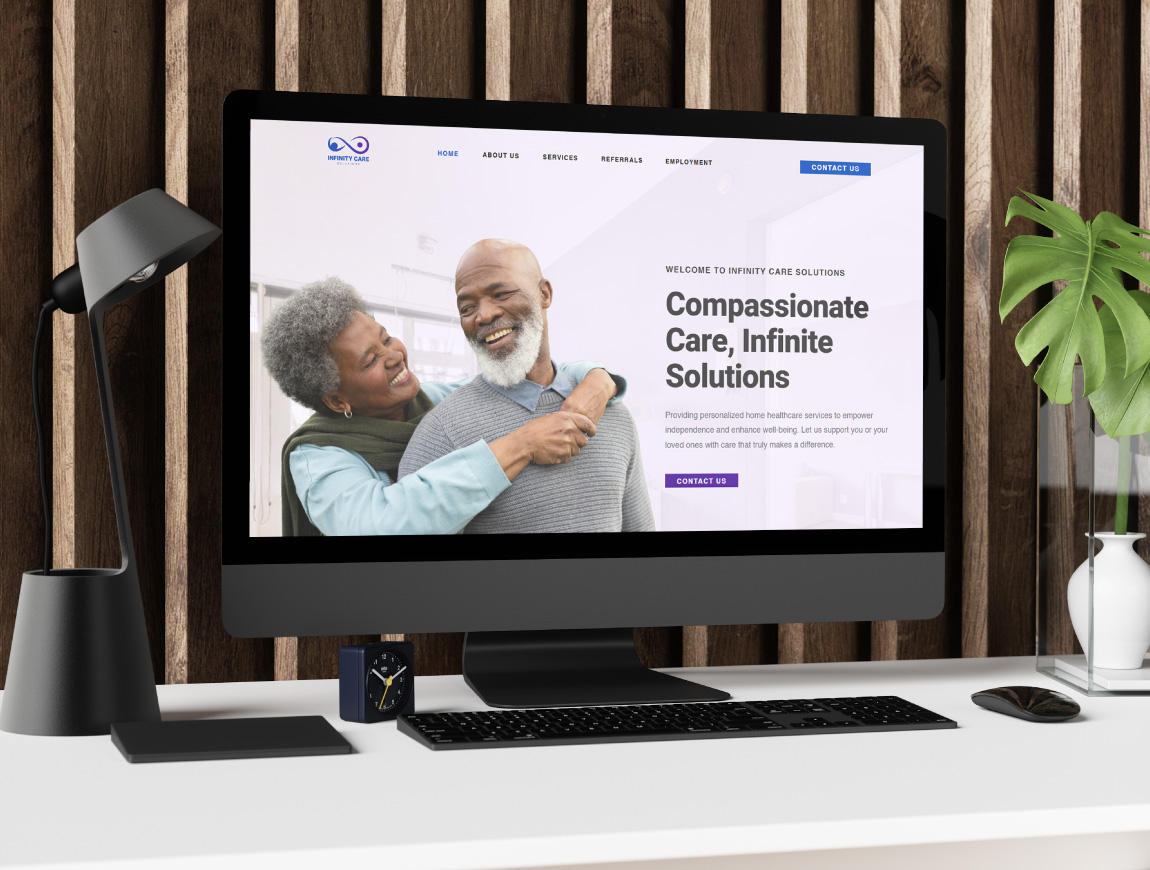 INFINITY CARE
SOLUTIONS
HOME ABOUT US SERVICES REFERRALS EMPLOYMENT
CONTACT US
WELCOME TO INFINITY CARE SOLUTIONS
Compassionate
Care, Infinite
Solutions
Providing personalized home healthcare services to empower
independence and enhance well-being. Let us support you or your
loved ones with care that truly makes a difference.
CONTACT US